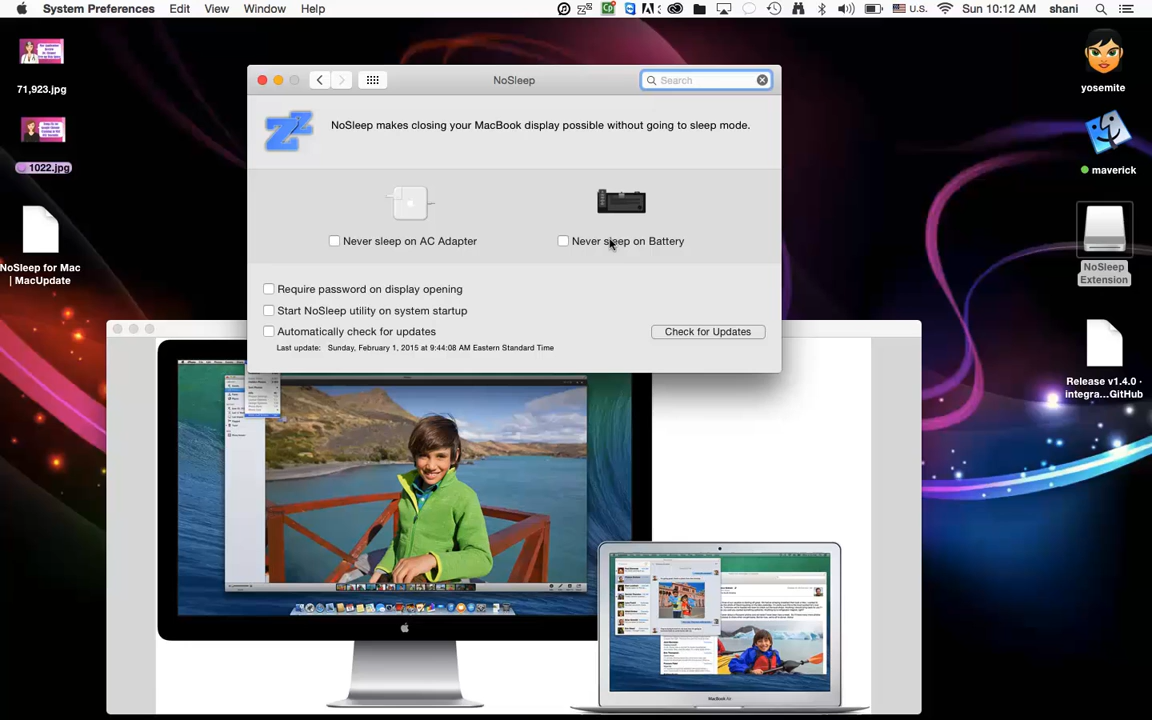 System Preferences Edit View Window Help
U.S. Sun 10:12 AM shani
71,923.jpg
1022.jpg
NoSleep for Mac
| MacUpdate
NoSleep
Search
NoSleep makes closing your MacBook display possible without going to sleep mode.
Never sleep on AC Adapter
Never sleep on Battery
Require password on display opening
Start NoSleep utility on system startup
Automatically check for updates
Check for Updates
Last update: Sunday, February 1, 2015 at 9:44:08 AM Eastern Standard Time
yosemite
maverick
NoSleep
Extension
Release v1.4.0 ·
integra...GitHub
MacBook Air